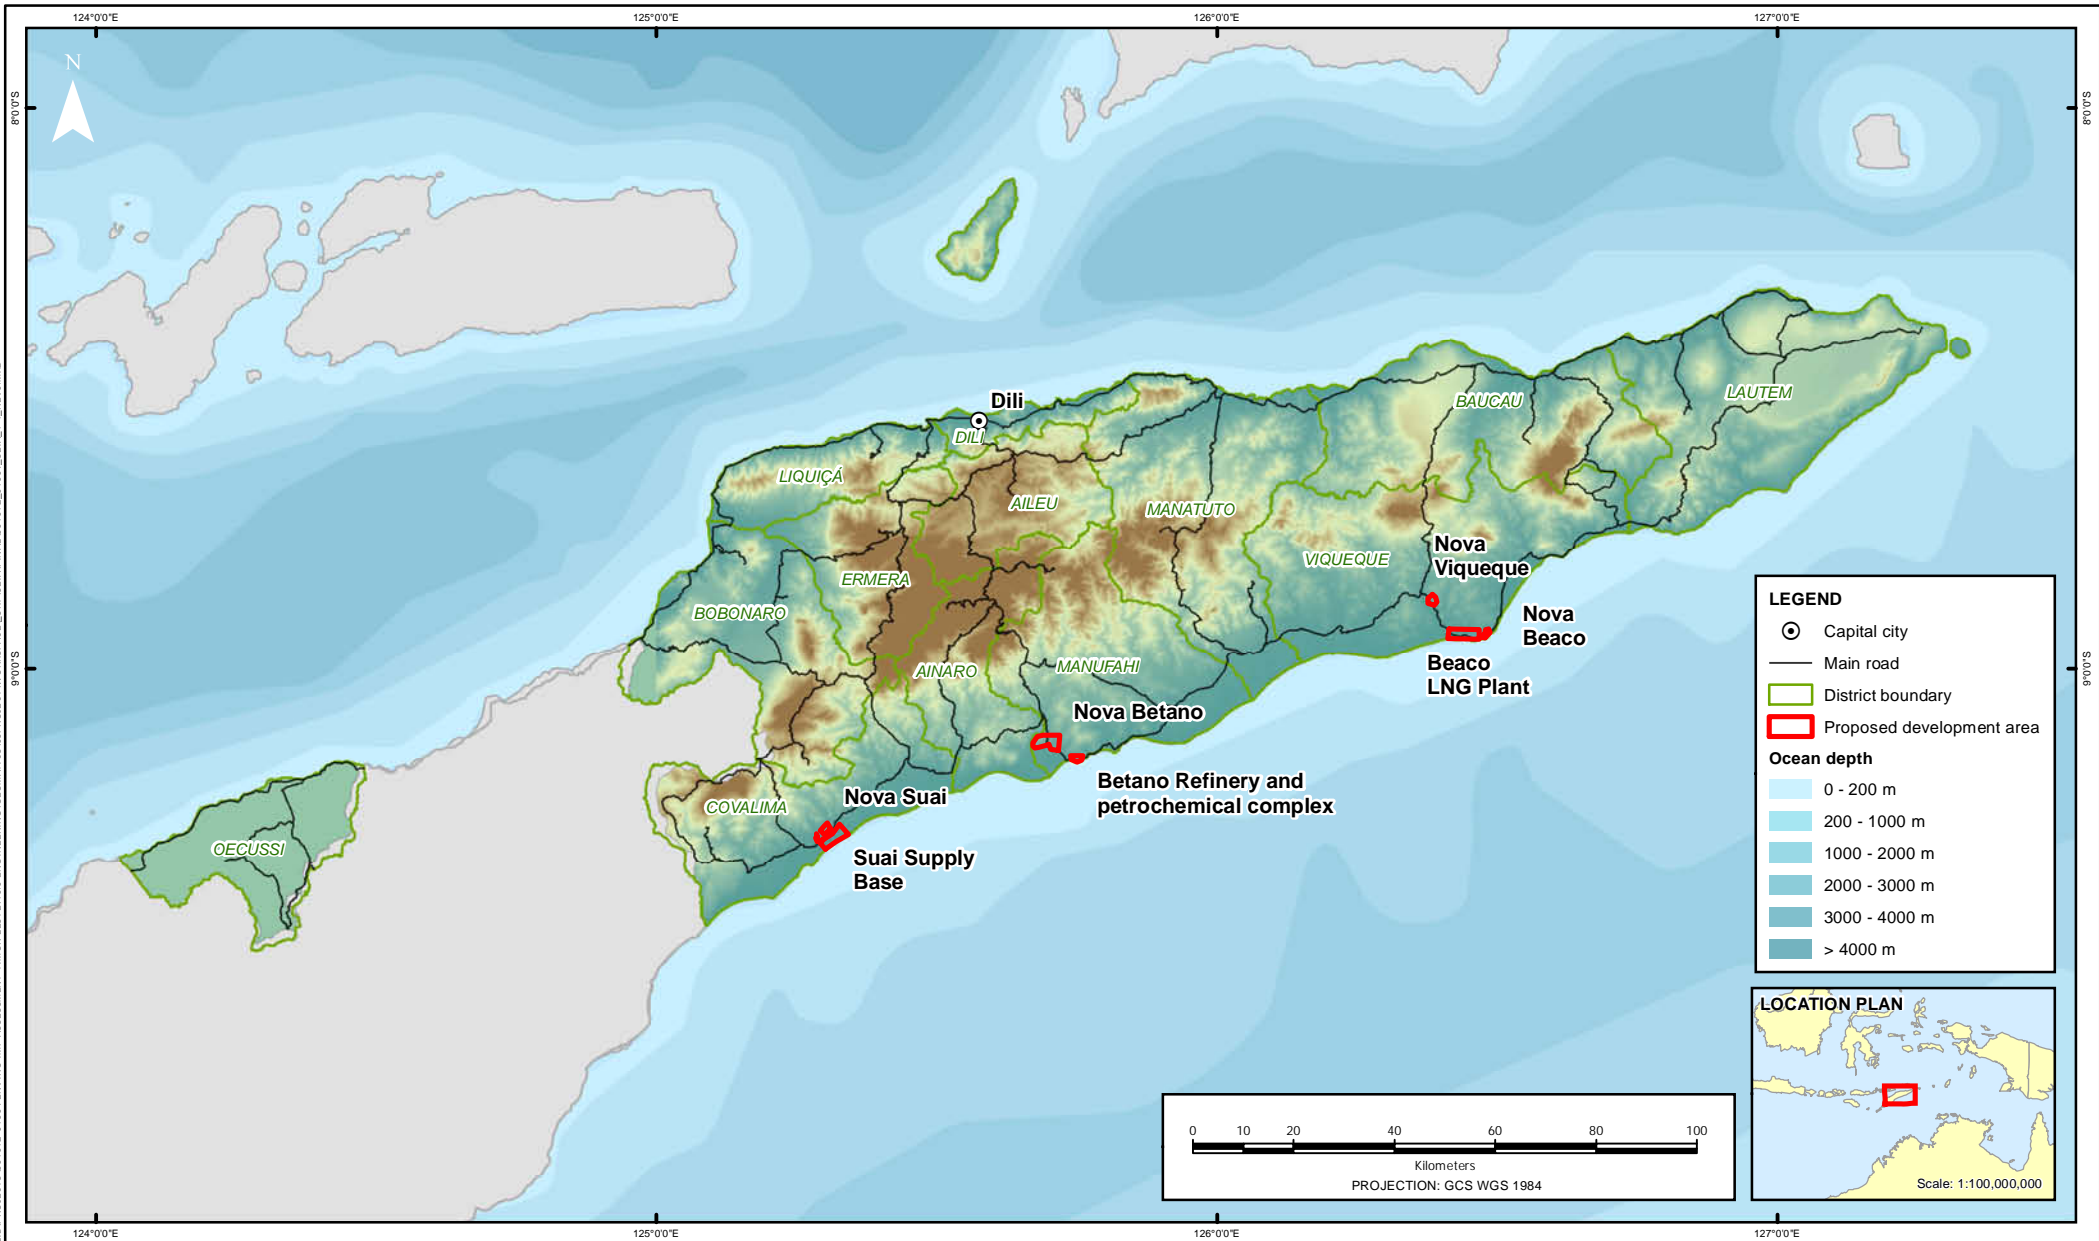 124°0'0"E
125°0'0"E
126°0'0"E
127°0'0"E
N
8°0'0"S
8°0'0"S
Dili
DILI
BAUCAU
LAUTEM
LIQUIÇÁ
AILEU
MANATUTO
VIQUEQUE
Nova
Viqueque
ERMERA
BOBONARO
Nova
Beaco
9°0'0"S
9°0'0"S
AINARO
MANUFAHI
Beaco
LNG Plant
Nova Betano
Betano Refinery and
petrochemical complex
COVALIMA
Nova Suai
Suai Supply
Base
OECUSSI
LEGEND
Capital city
Main road
District boundary
Proposed development area
Ocean depth
0 - 200 m
200 - 1000 m
1000 - 2000 m
2000 - 3000 m
3000 - 4000 m
> 4000 m
LOCATION PLAN
Scale: 1:100,000,000
0 10 20 40 60 80 100
Kilometers
PROJECTION: GCS WGS 1984
124°0'0"E
125°0'0"E
126°0'0"E
127°0'0"E